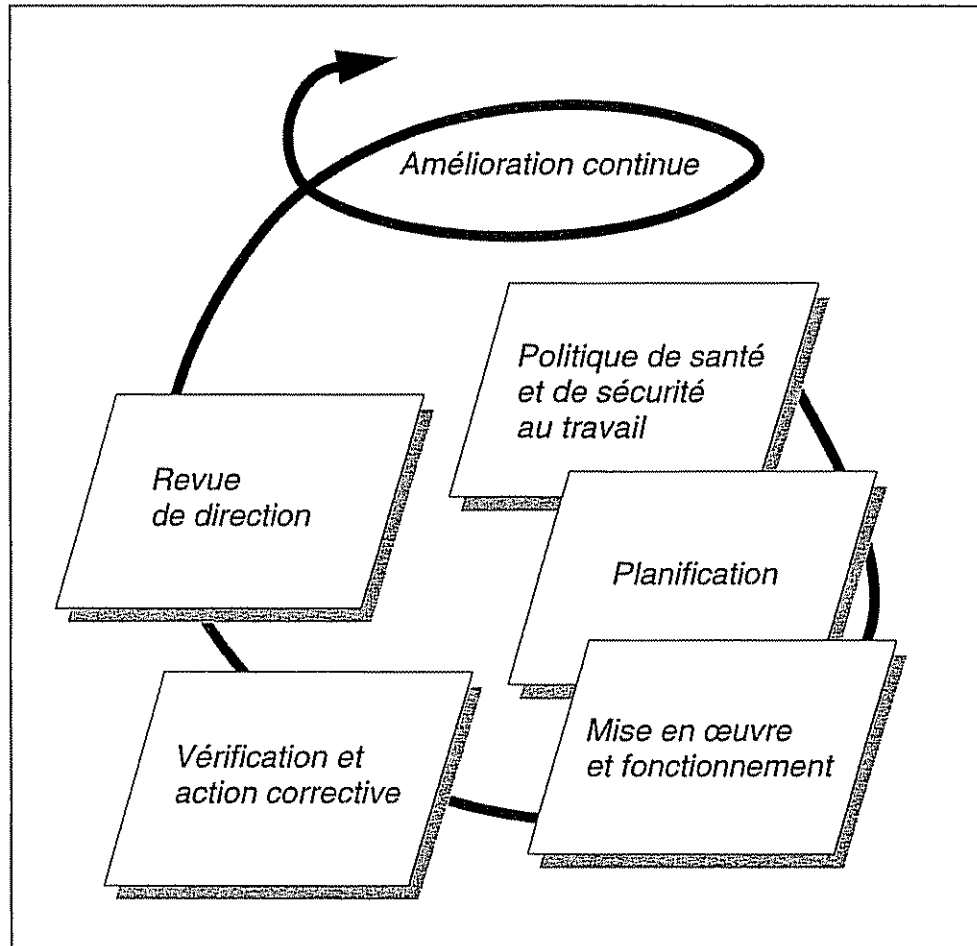 Amélioration continue
Politique de santé
et de sécurité
au travail
Revue
de direction
Planification
Mise en œuvre
et fonctionnement
Vérification et
action corrective